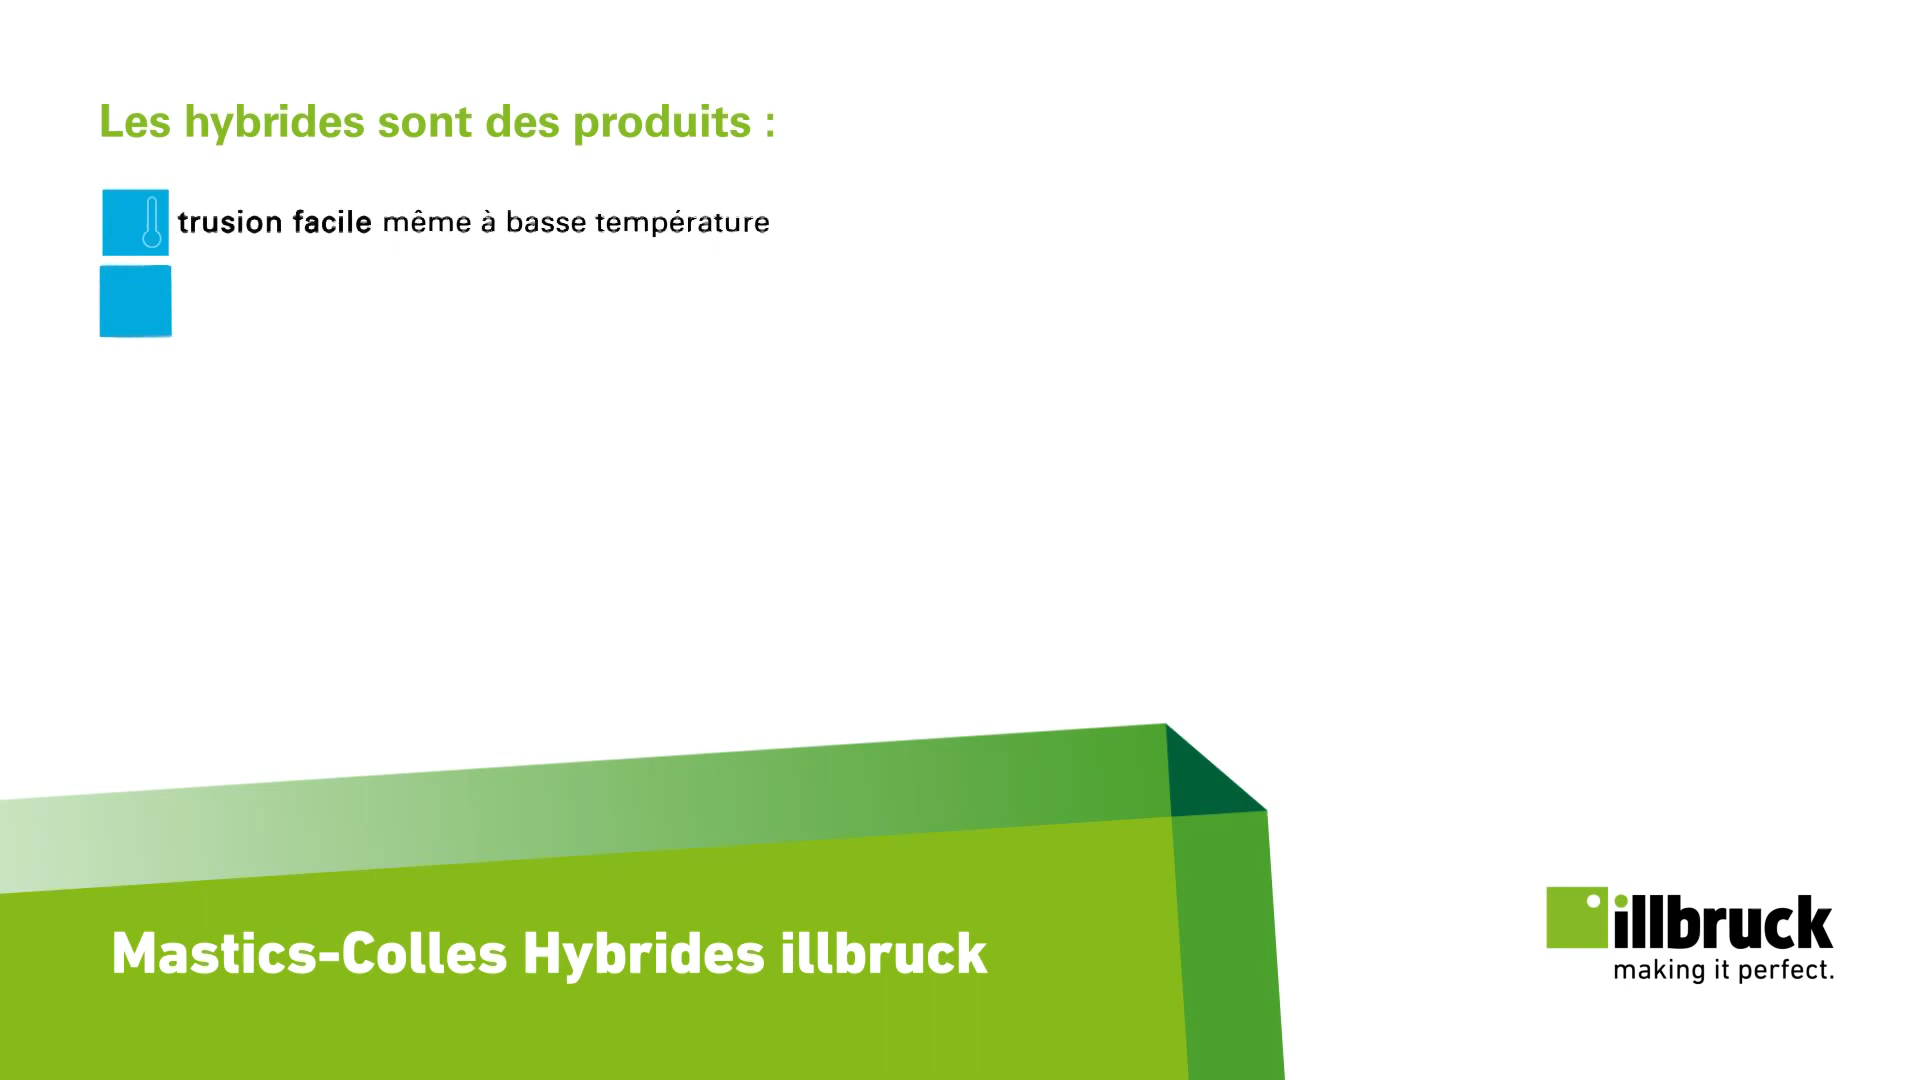 Les hybrides sont des produits :
trusion facile même à basse température
Mastics-Colles Hybrides illbruck
illbruck
making it perfect.